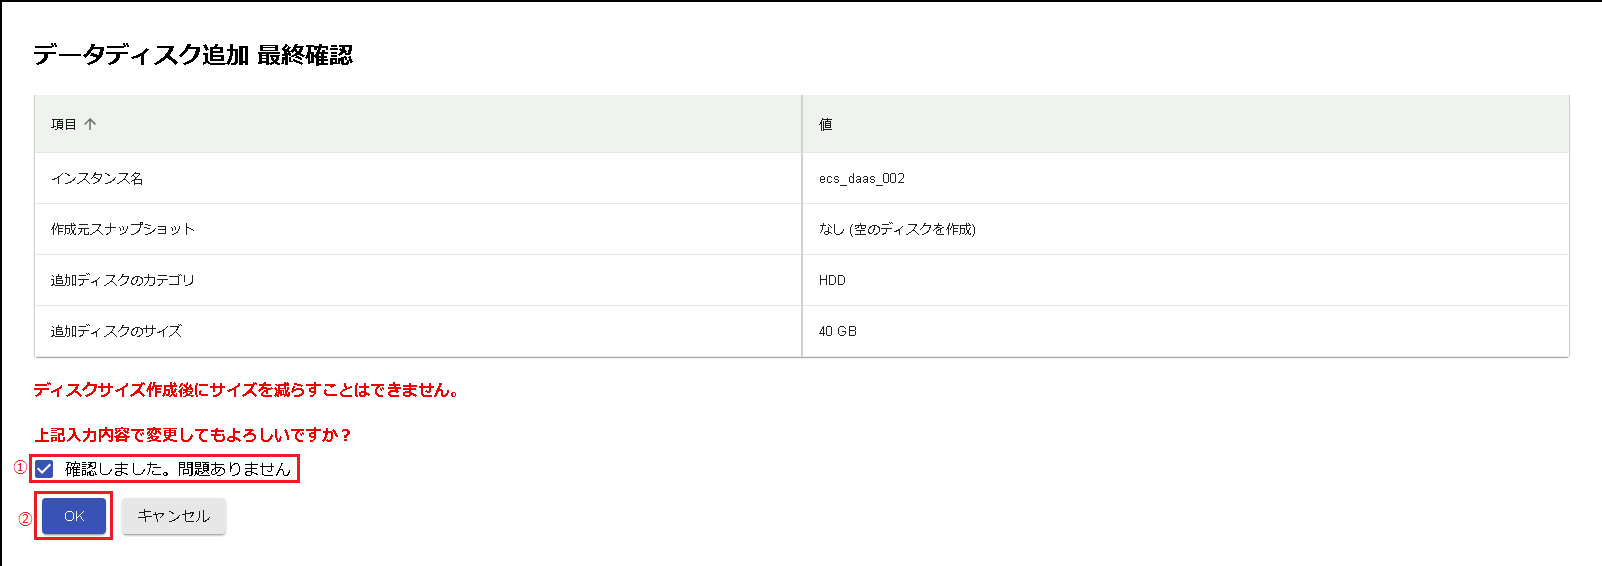 データディスク追加 最終確認
項目 ↑ 値
インスタンス名 ecs_daas_002
作成元スナップショット なし (空のディスクを作成)
追加ディスクのカテゴリ HDD
追加ディスクのサイズ 40 GB
ディスクサイズ作成後にサイズを減らすことはできません。
上記入力内容で変更してもよろしいですか？
① 確認しました。問題ありません
② OK キャンセル